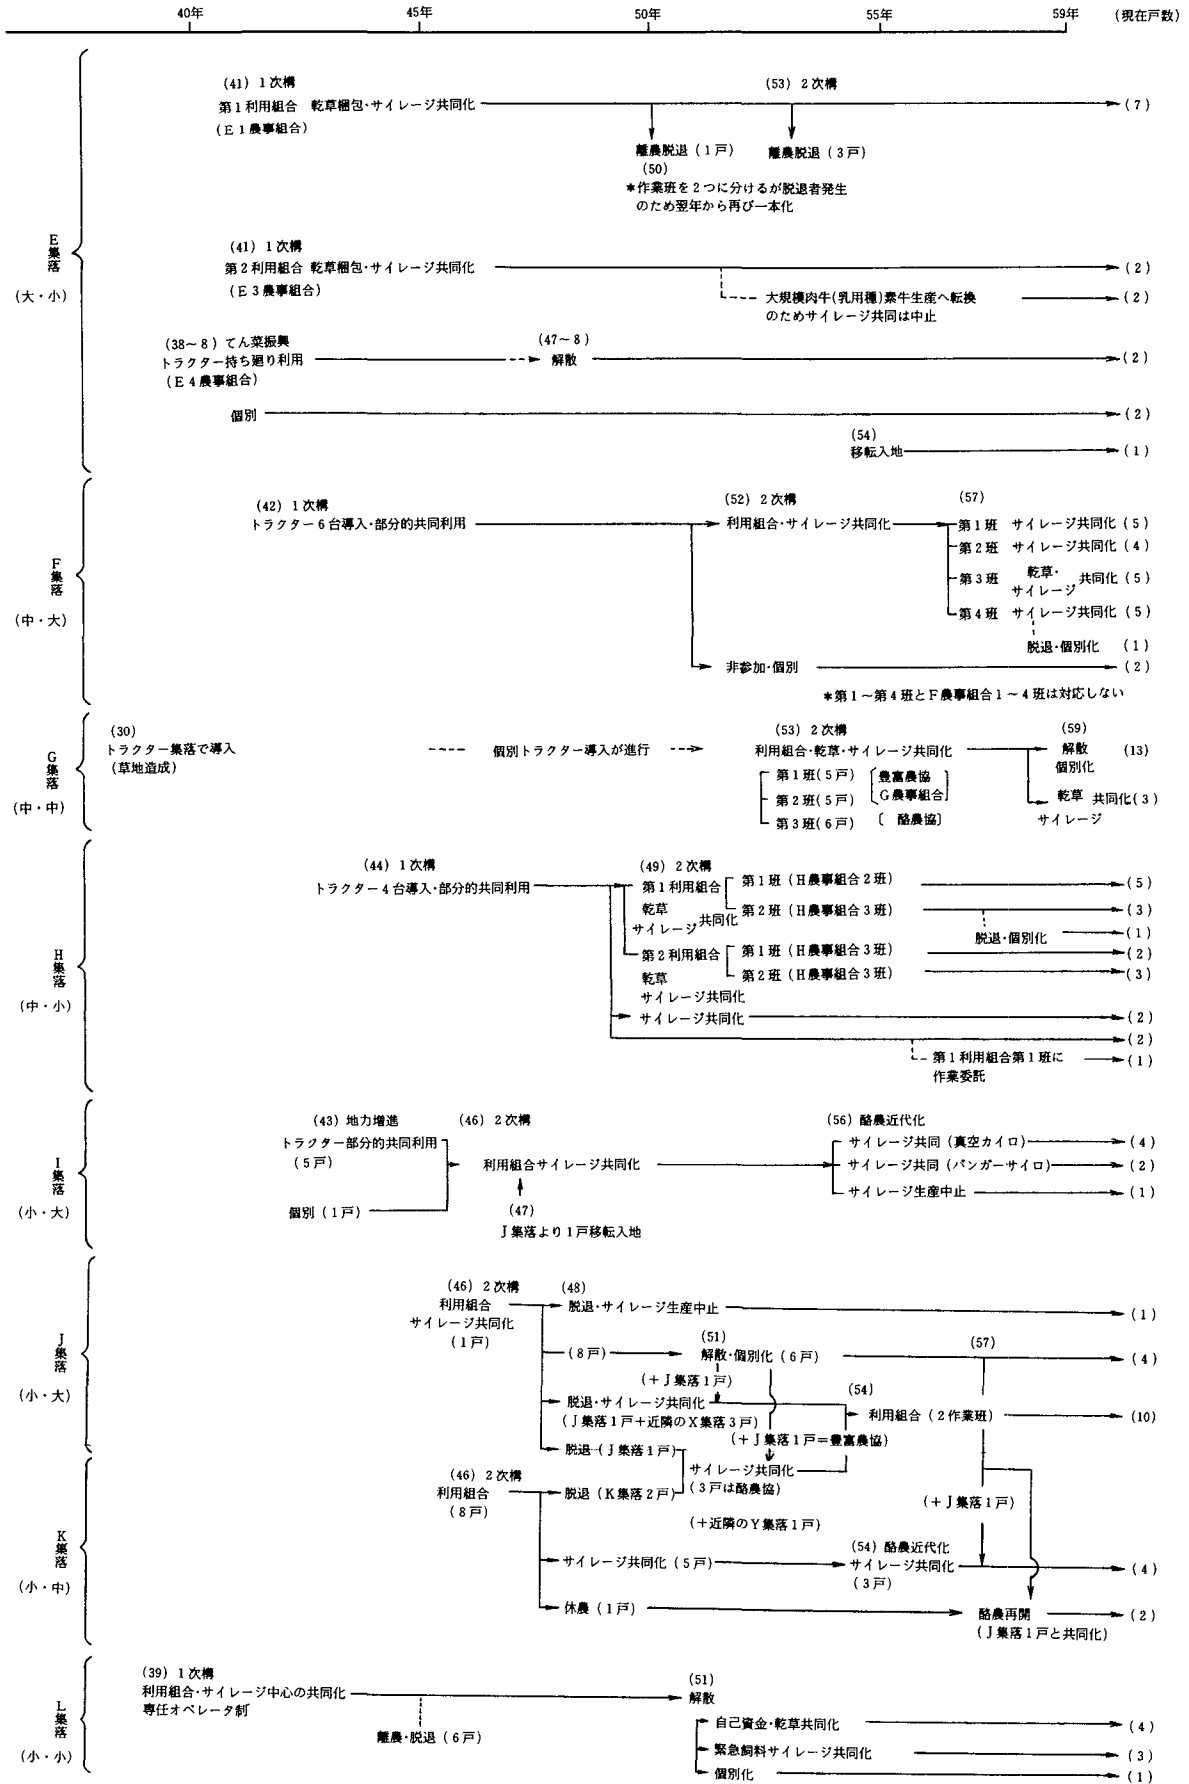 40年 45年 50年 55年 59年 (現在戸数)
E集落
(大・小)
(41) 1次構
第1利用組合 乾草梱包・サイレージ共同化
(E1農事組合)
(53) 2次構
(7)
離農脱退(1戸)
(50)
離農脱退(3戸)
*作業班を2つに分けるが脱退者発生
のため翌年から再び一本化
(41) 1次構
第2利用組合 乾草梱包・サイレージ共同化
(E3農事組合)
(2)
大規模肉牛(乳用種)素牛生産へ転換
のためサイレージ共同は中止
(2)
(38~8) てん菜振興
トラクター持ち廻り利用
(E4農事組合)
(47~8)
解散
(2)
個別
(2)
(54)
移転入地
(1)
F集落
(中・大)
(42) 1次構
トラクター6台導入・部分的共同利用
(52) 2次構
利用組合・サイレージ共同化
(57)
第1班 サイレージ共同化(5)
第2班 サイレージ共同化(4)
第3班 乾草・サイレージ 共同化(5)
第4班 サイレージ共同化(5)
脱退・個別化 (1)
非参加・個別
(2)
*第1~第4班とF農事組合1~4班は対応しない
G集落
(中・中)
(30)
トラクター集落で導入
(草地造成)
個別トラクター導入が進行
(53) 2次構
利用組合・乾草・サイレージ共同化
第1班(5戸)
第2班(5戸)
豊富農協
G農事組合
第3班(6戸) 〔 酪農協〕
(59)
解散
個別化
(13)
乾草
サイレージ
共同化(3)
H集落
(中・小)
(44) 1次構
トラクター4台導入・部分的共同利用
(49) 2次構
第1利用組合
乾草
サイレージ
共同化
第1班(H農事組合2班)
(5)
第2班(H農事組合3班)
(3)
脱退・個別化
(1)
第2利用組合
乾草
サイレージ共同化
第1班(H農事組合3班)
(2)
第2班(H農事組合3班)
(3)
サイレージ共同化
(2)
(2)
第1利用組合第1班に
作業委託
(1)
I集落
(小・大)
(43) 地力増進
トラクター部分的共同利用
(5戸)
個別(1戸)
(46) 2次構
利用組合サイレージ共同化
(47)
J集落より1戸移転入地
(56) 酪農近代化
サイレージ共同(真空カイロ)
(4)
サイレージ共同(バンガーサイロ)
(2)
サイレージ生産中止
(1)
J集落
(小・大)
(46) 2次構
利用組合
サイレージ共同化
(1戸)
(48)
脱退・サイレージ生産中止
(1)
(8戸)
(51)
解散・個別化(6戸)
(57)
(4)
(+J集落1戸)
脱退・サイレージ共同化
(J集落1戸+近隣のX集落3戸)
(54)
利用組合(2作業班)
(10)
(+J集落1戸=豊富農協)
脱退(J集落1戸)
K集落
(小・中)
(46) 2次構
利用組合
(8戸)
脱退(K集落2戸)
サイレージ共同化
(3戸は酪農協)
(+近隣のY集落1戸)
(+J集落1戸)
サイレージ共同化(5戸)
(54) 酪農近代化
サイレージ共同化
(3戸)
(4)
休農(1戸)
酪農再開
(J集落1戸と共同化)
(2)
L集落
(小・小)
(39) 1次構
利用組合・サイレージ中心の共同化
専任オペレータ制
離農・脱退(6戸)
(51)
解散
自己資金・乾草共同化
(4)
緊急飼料サイレージ共同化
(3)
個別化
(1)